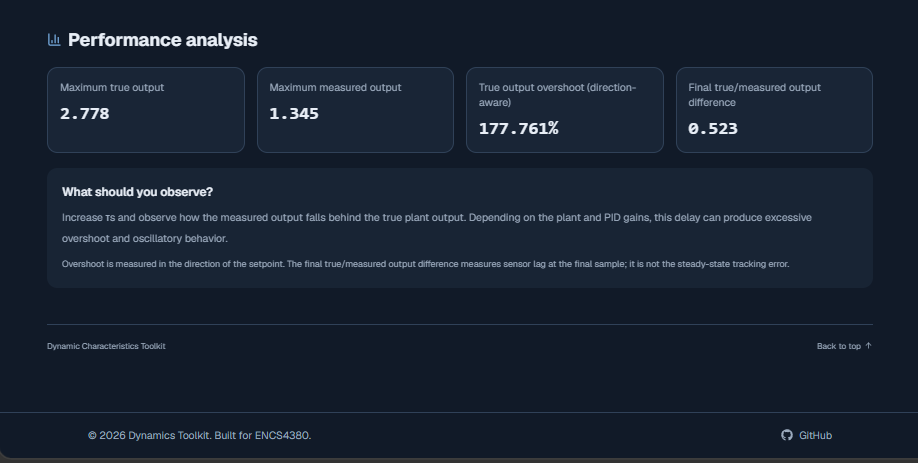 Performance analysis
Maximum true output
2.778
Maximum measured output
1.345
True output overshoot (direction-
aware)
177.761%
Final true/measured output
difference
0.523
What should you observe?
Increase τs and observe how the measured output falls behind the true plant output. Depending on the plant and PID gains, this delay can produce excessive
overshoot and oscillatory behavior.
Overshoot is measured in the direction of the setpoint. The final true/measured output difference measures sensor lag at the final sample; it is not the steady-state tracking error.
Dynamic Characteristics Toolkit
Back to top ↑
© 2026 Dynamics Toolkit. Built for ENCS4380.
GitHub